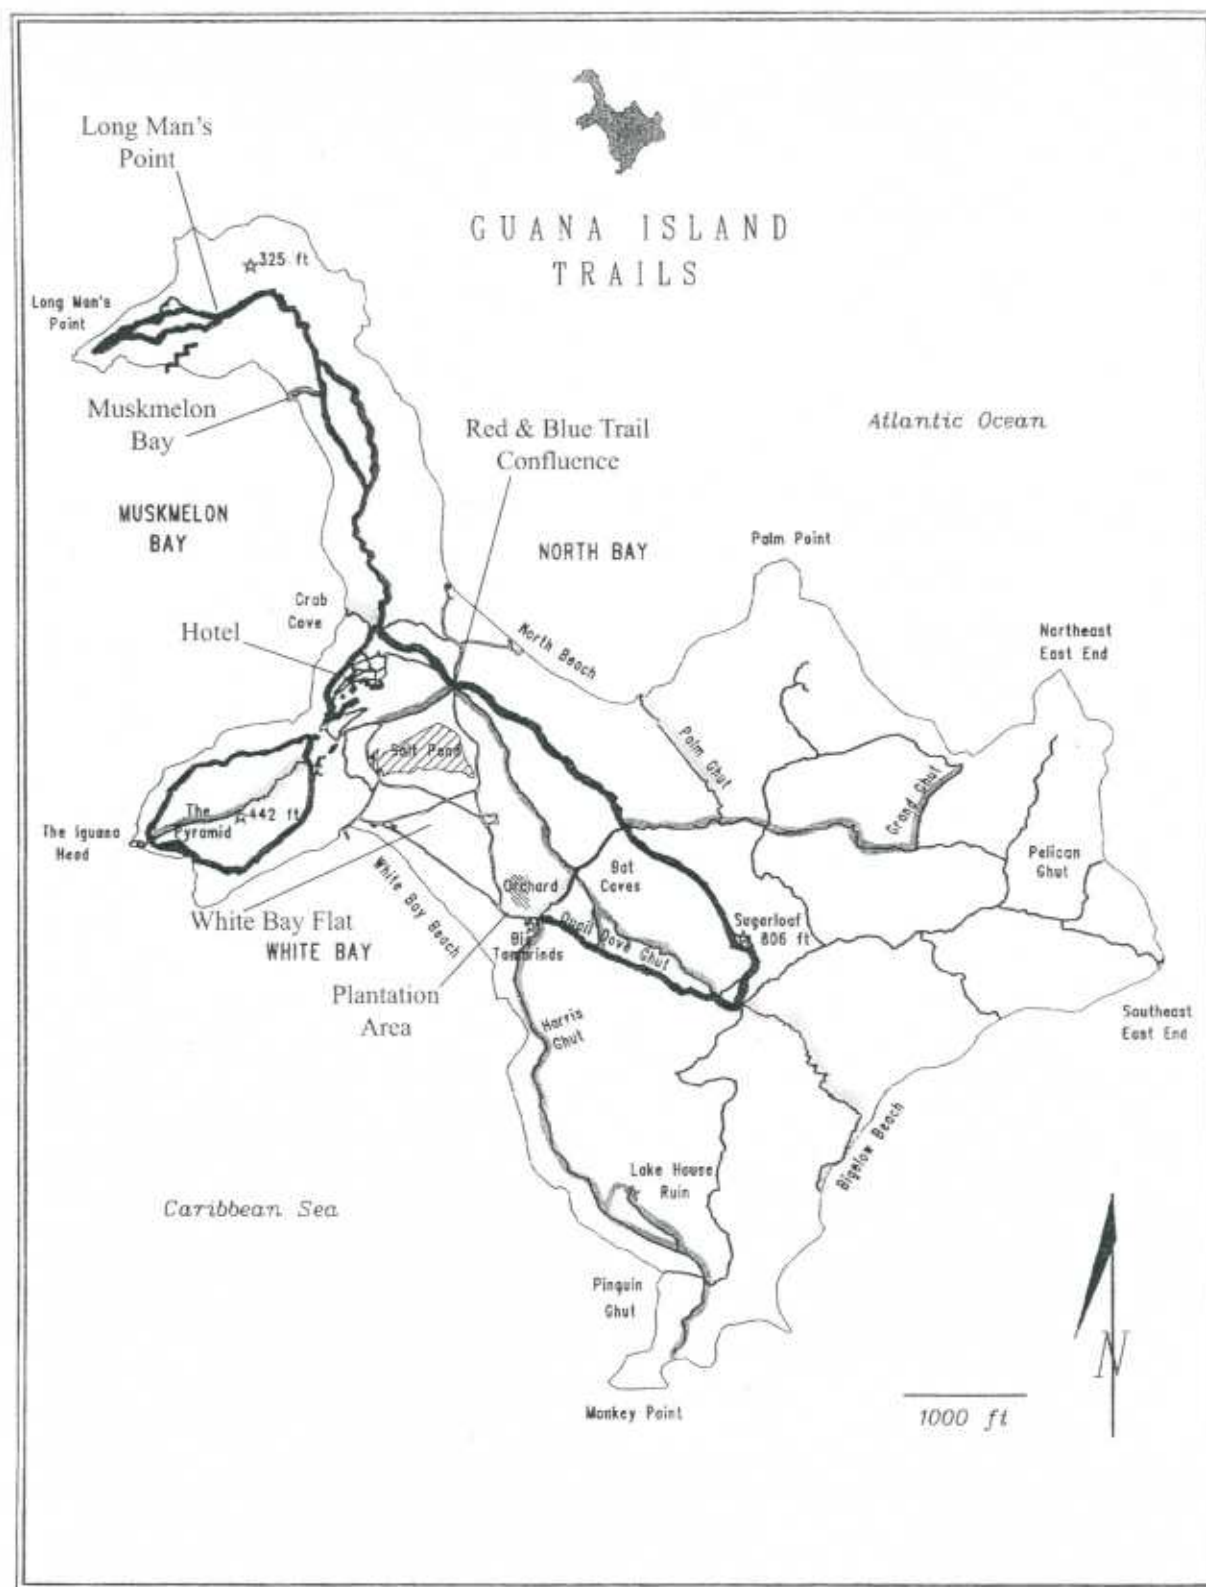 Long Man's
Point
GUANA ISLAND
TRAILS
325 ft
Long Man's
Point
Muskmelon
Bay
Red & Blue Trail
Confluence
Atlantic Ocean
MUSKMELON
BAY
NORTH BAY
Palm Point
Crab
Cove
Hotel
North Beach
Northeast
East End
Palm Ghut
Salt Pond
Grand Ghut
The
Pyramid
442 ft
The Iguana
Head
Bat
Caves
Pelican
Ghut
Orchard
White Bay Beach
White Bay Flat
WHITE BAY
Sugarloaf
806 ft
Quail Dove Ghut
Big
Tamarinds
Plantation
Area
Harris
Ghut
Southeast
East End
Bigelow Beach
Lake House
Ruin
Caribbean Sea
Pinguin
Ghut
Monkey Point
1000 ft
N